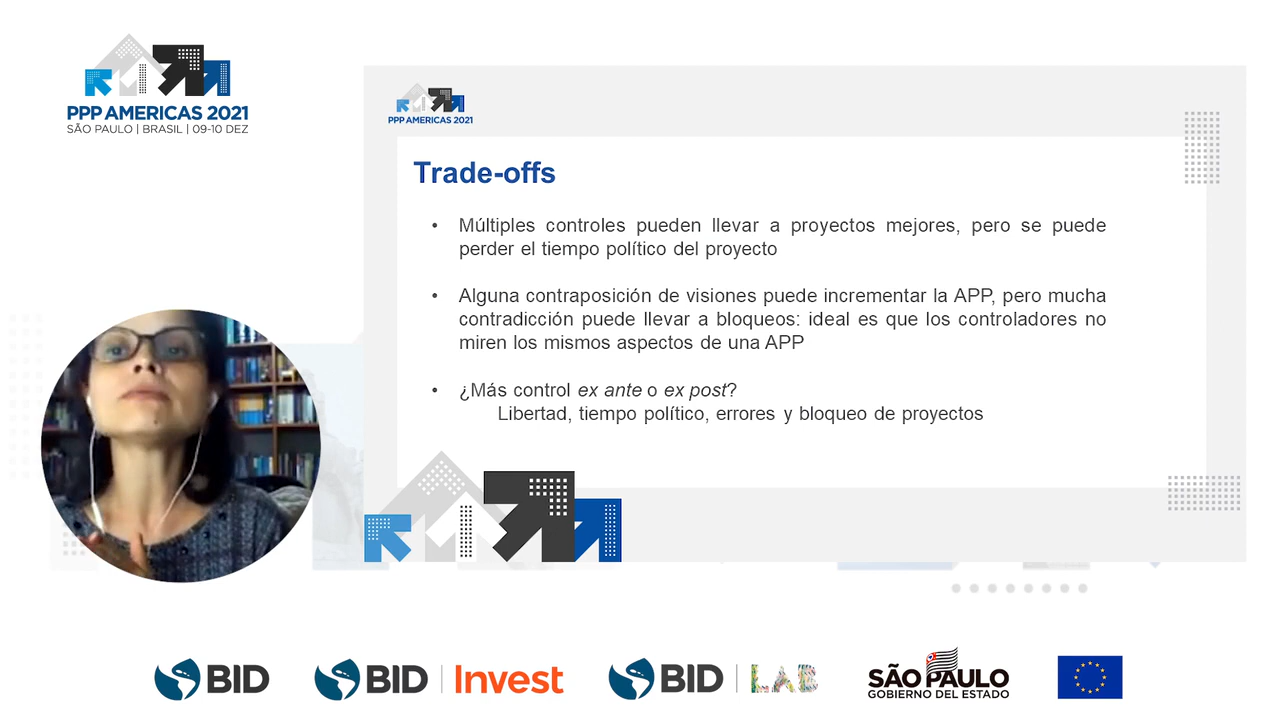 PPP AMERICAS 2021
SÃO PAULO | BRASIL | 09-10 DEZ
PPP AMERICAS 2021
Trade-offs
• Múltiples controles pueden llevar a proyectos mejores, pero se puede
perder el tiempo político del proyecto
• Alguna contraposición de visiones puede incrementar la APP, pero mucha
contradicción puede llevar a bloqueos: ideal es que los controladores no
miren los mismos aspectos de una APP
• ¿Más control ex ante o ex post?
Libertad, tiempo político, errores y bloqueo de proyectos
BID
BID | Invest
BID | LAB
SÃO PAULO
GOBIERNO DEL ESTADO